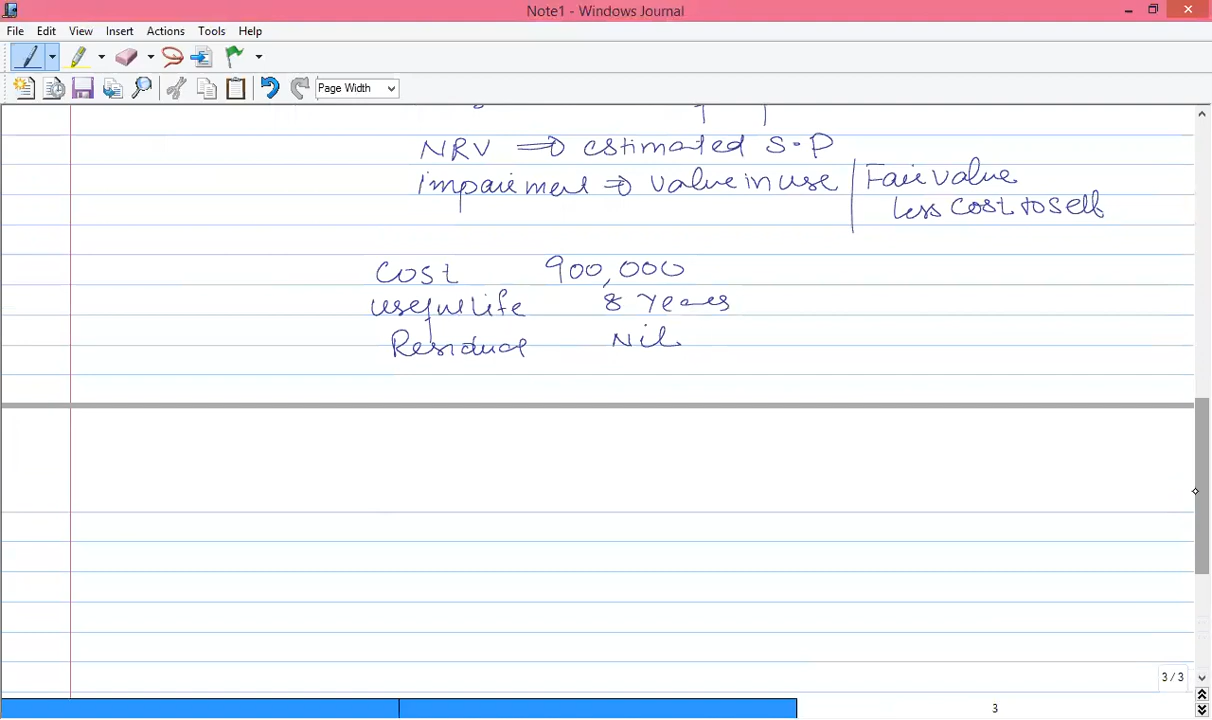 Note1 - Windows Journal
File Edit View Insert Actions Tools Help
Page Width
NRV ⇒ estimated S.P
impairement ⇒ value in use | Fair value
less cost to sell
Cost 900,000
useful life 8 Years
Residual Nil
3 / 3
3